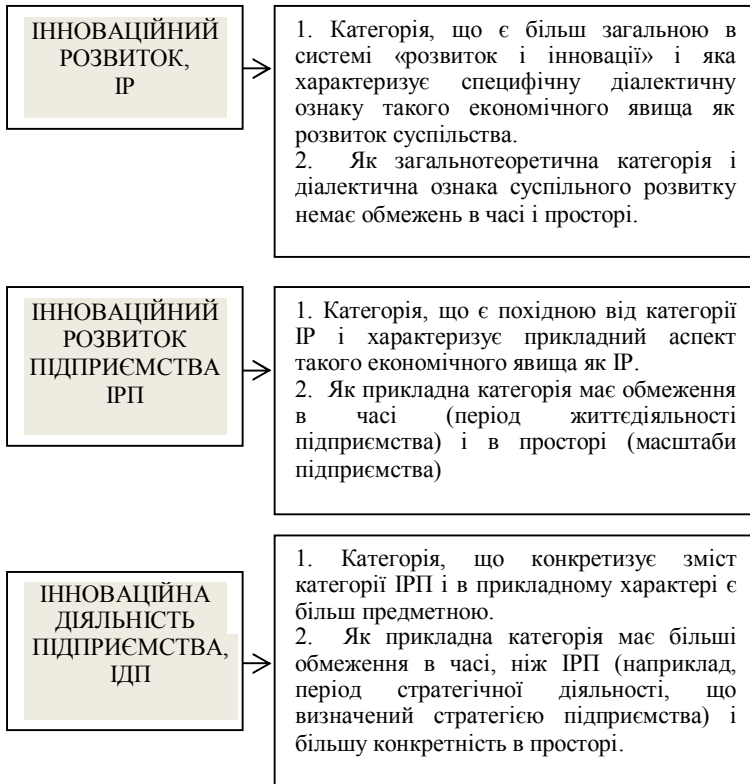 ІННОВАЦІЙНИЙ
РОЗВИТОК,
ІР
1. Категорія, що є більш загальною в
системі «розвиток і інновації» і яка
характеризує специфічну діалектичну
ознаку такого економічного явища як
розвиток суспільства.
2. Як загальнотеоретична категорія і
діалектична ознака суспільного розвитку
немає обмежень в часі і просторі.
ІННОВАЦІЙНИЙ
РОЗВИТОК
ПІДПРИЄМСТВА
ІРП
1. Категорія, що є похідною від категорії
ІР і характеризує прикладний аспект
такого економічного явища як ІР.
2. Як прикладна категорія має обмеження
в часі (період життєдіяльності
підприємства) і в просторі (масштаби
підприємства)
ІННОВАЦІЙНА
ДІЯЛЬНІСТЬ
ПІДПРИЄМСТВА,
ІДП
1. Категорія, що конкретизує зміст
категорії ІРП і в прикладному характері є
більш предметною.
2. Як прикладна категорія має більші
обмеження в часі, ніж ІРП (наприклад,
період стратегічної діяльності, що
визначений стратегією підприємства) і
більшу конкретність в просторі.